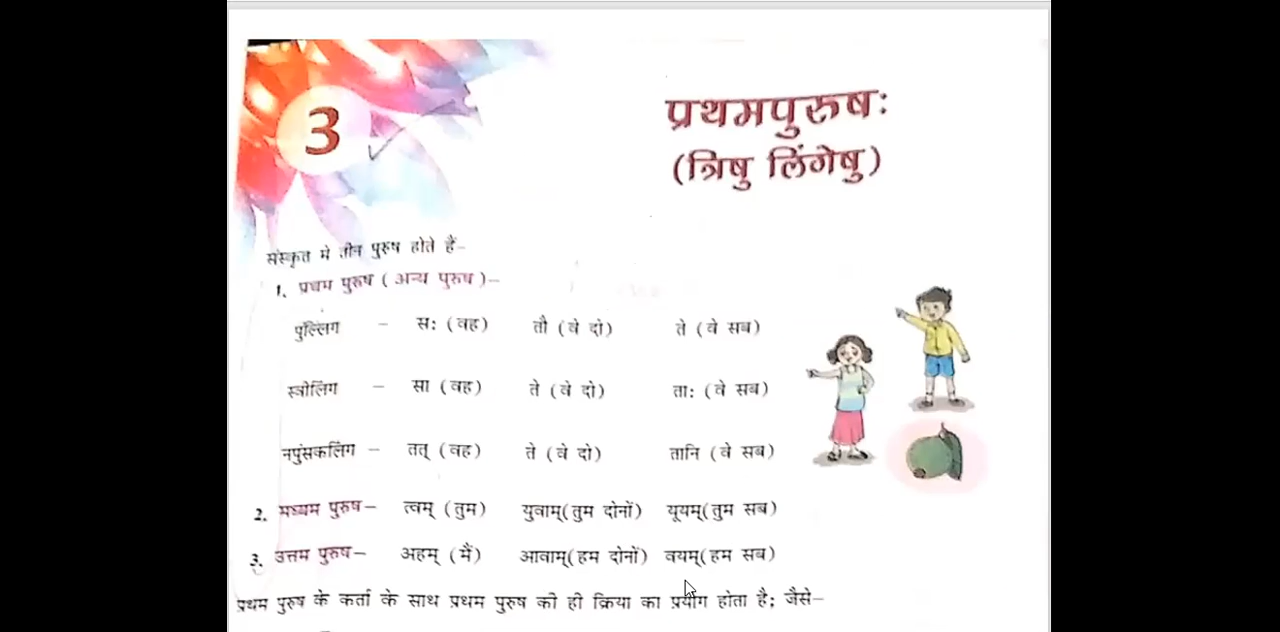 3
प्रथमपुरुषः
(त्रिषु लिंगेषु)
संस्कृत मे तीन पुरुष होते हैं–
1. प्रथम पुरुष ( अन्य पुरुष )–
पुंल्लिग – सः (वह) तौ (वे दो) ते (वे सब)
स्त्रीलिंग – सा (वह) ते (वे दो) ताः (वे सब)
नपुंसकलिंग – तत् (वह) ते (वे दो) तानि (वे सब)
2. मध्यम पुरुष– त्वम् (तुम) युवाम्(तुम दोनों) यूयम्(तुम सब)
3. उत्तम पुरुष– अहम् (मैं) आवाम्(हम दोनों) वयम्(हम सब)
प्रथम पुरुष के कर्ता के साथ प्रथम पुरुष की ही क्रिया का प्रयोग होता है; जैसे–